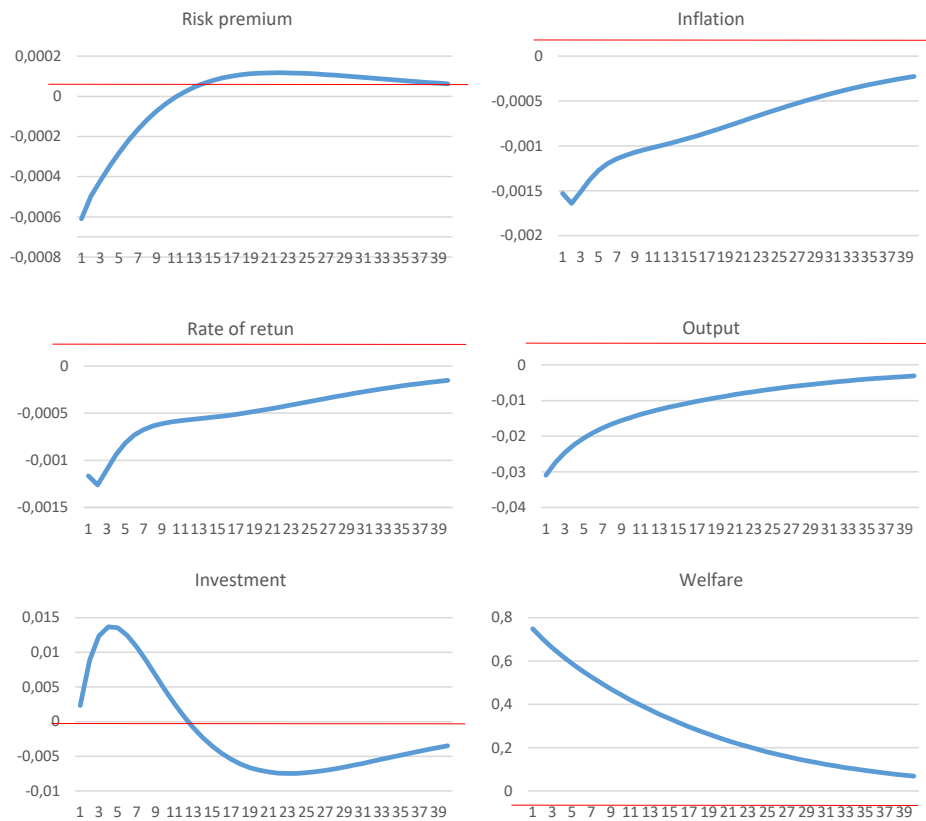 Risk premium
0,0002
0
-0,0002
-0,0004
-0,0006
-0,0008
1 3 5 7 9 11 13 15 17 19 21 23 25 27 29 31 33 35 37 39
Inflation
0
-0,0005
-0,001
-0,0015
-0,002
1 3 5 7 9 11 13 15 17 19 21 23 25 27 29 31 33 35 37 39
Rate of retun
0
-0,0005
-0,001
-0,0015
1 3 5 7 9 11 13 15 17 19 21 23 25 27 29 31 33 35 37 39
Output
0
-0,01
-0,02
-0,03
-0,04
1 3 5 7 9 11 13 15 17 19 21 23 25 27 29 31 33 35 37 39
Investment
0,015
0,01
0,005
0
-0,005
-0,01
1 3 5 7 9 11 13 15 17 19 21 23 25 27 29 31 33 35 37 39
Welfare
0,8
0,6
0,4
0,2
0
1 3 5 7 9 11 13 15 17 19 21 23 25 27 29 31 33 35 37 39